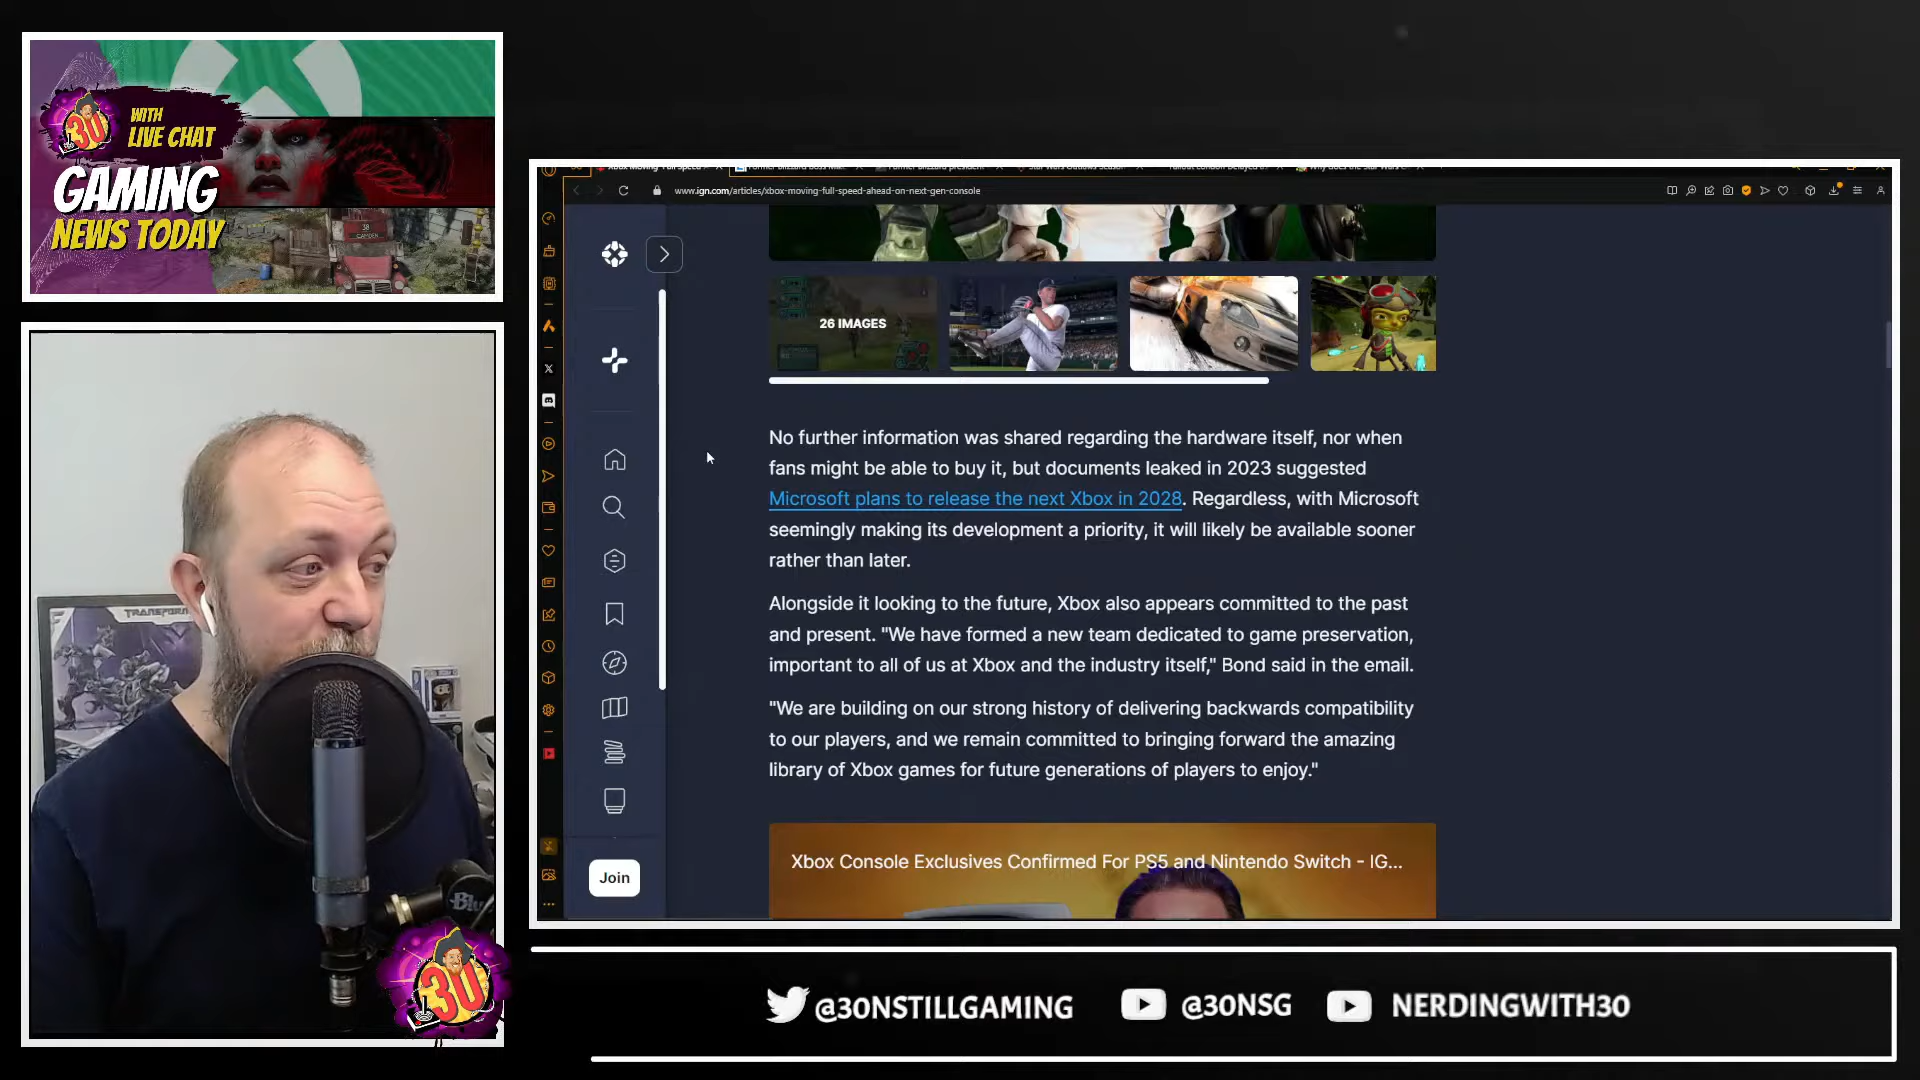 WITH
LIVE CHAT
30
GAMING
NEWS TODAY
www.ign.com/articles/xbox-moving-full-speed-ahead-on-next-gen-console
26 IMAGES
No further information was shared regarding the hardware itself, nor when
fans might be able to buy it, but documents leaked in 2023 suggested
Microsoft plans to release the next Xbox in 2028. Regardless, with Microsoft
seemingly making its development a priority, it will likely be available sooner
rather than later.
Alongside it looking to the future, Xbox also appears committed to the past
and present. "We have formed a new team dedicated to game preservation,
important to all of us at Xbox and the industry itself," Bond said in the email.
"We are building on our strong history of delivering backwards compatibility
to our players, and we remain committed to bringing forward the amazing
library of Xbox games for future generations of players to enjoy."
Xbox Console Exclusives Confirmed For PS5 and Nintendo Switch - IG...
Join
TRANSFORM
Blu
30
@30NSTILLGAMING
@30NSG
NERDINGWITH30